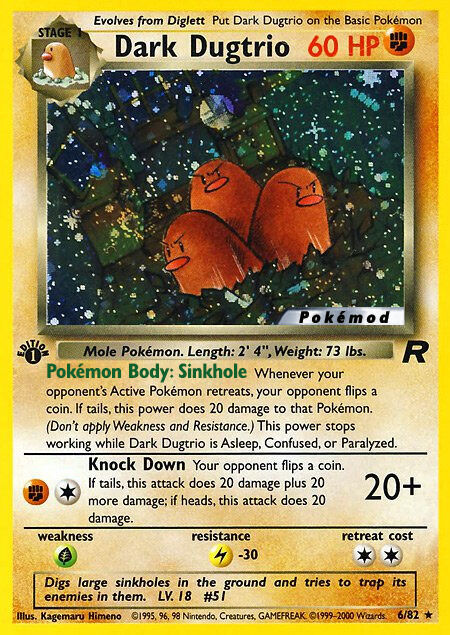 Evolves from Diglett Put Dark Dugtrio on the Basic Pokémon
STAGE 1
Dark Dugtrio 60 HP
Pokémod
EDITION
1
Mole Pokémon. Length: 2' 4", Weight: 73 lbs.
R
Pokémon Body: Sinkhole Whenever your
opponent's Active Pokémon retreats, your opponent flips a
coin. If tails, this power does 20 damage to that Pokémon.
(Don't apply Weakness and Resistance.) This power stops
working while Dark Dugtrio is Asleep, Confused, or Paralyzed.
Knock Down Your opponent flips a coin.
If tails, this attack does 20 damage plus 20
more damage; if heads, this attack does 20
damage.
20+
weakness resistance retreat cost
-30
Digs large sinkholes in the ground and tries to trap its
enemies in them. LV. 18 #51
Illus. Kagemaru Himeno ©1995, 96, 98 Nintendo, Creatures, GAMEFREAK. ©1999-2000 Wizards. 6/82 ★